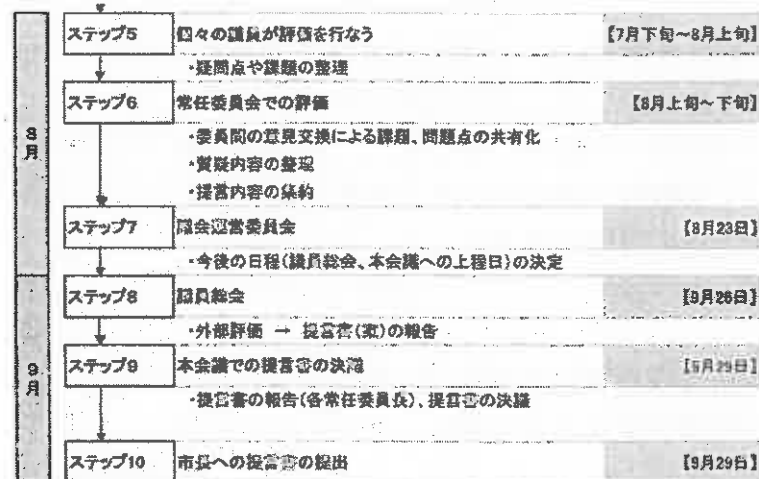 8月
ステップ5 個々の議員が評価を行なう 【7月下旬～8月上旬】
・疑問点や課題の整理
ステップ6 常任委員会での評価 【8月上旬～下旬】
・委員間の意見交換による課題、問題点の共有化
・質疑内容の整理
・提言内容の集約
ステップ7 議会運営委員会 【8月23日】
・今後の日程(議員総会、本会議への上程日)の決定
9月
ステップ8 議員総会 【9月26日】
・外部評価 → 提言書(案)の報告
ステップ9 本会議での提言書の決議 【9月29日】
・提言書の報告(各常任委員長)、提言書の決議
ステップ10 市長への提言書の提出 【9月29日】